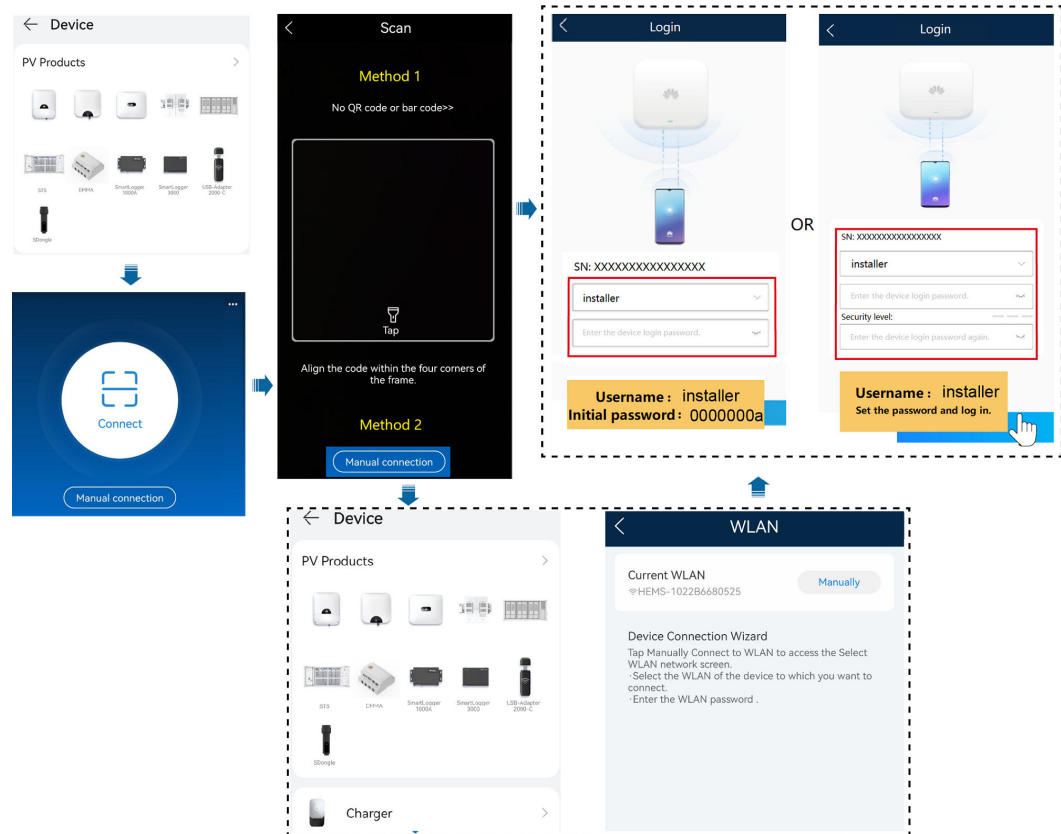 ← Device
PV Products
STS
EMMA
SmartLogger
1000A
SmartLogger
3000
USB-Adapter
2000-C
SDongle
Connect
Manual connection
Scan
Method 1
No QR code or bar code>>
Tap
Align the code within the four corners of
the frame.
Method 2
Manual connection
Login
SN: XXXXXXXXXXXXXXXXX
installer
Enter the device login password.
Username： installer
Initial password： 0000000a
OR
Login
SN: XXXXXXXXXXXXXXXXX
installer
Enter the device login password.
Security level:
Enter the device login password again.
Username： installer
Set the password and log in.
← Device
PV Products
STS
EMMA
SmartLogger
1000A
SmartLogger
3000
USB-Adapter
2000-C
SDongle
Charger
WLAN
Current WLAN
HEMS-1022B6680525
Manually
Device Connection Wizard
Tap Manually Connect to WLAN to access the Select
WLAN network screen.
·Select the WLAN of the device to which you want to
connect.
·Enter the WLAN password .